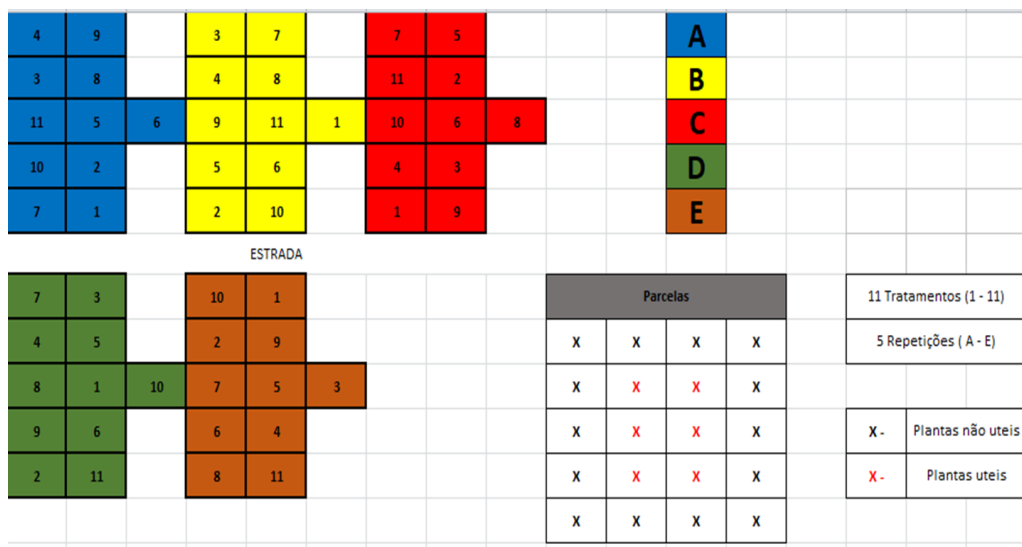 4 9 3 7 7 5 A
3 8 4 8 11 2 B
11 5 6 9 11 1 10 6 8 C
10 2 5 6 4 3 D
7 1 2 10 1 9 E
ESTRADA
7 3 10 1 Parcelas 11 Tratamentos (1 - 11)
4 5 2 9 X X X X 5 Repetições ( A - E)
8 1 10 7 5 3 X X X X
9 6 6 4 X X X X X - Plantas não uteis
2 11 8 11 X X X X X - Plantas uteis
X X X X